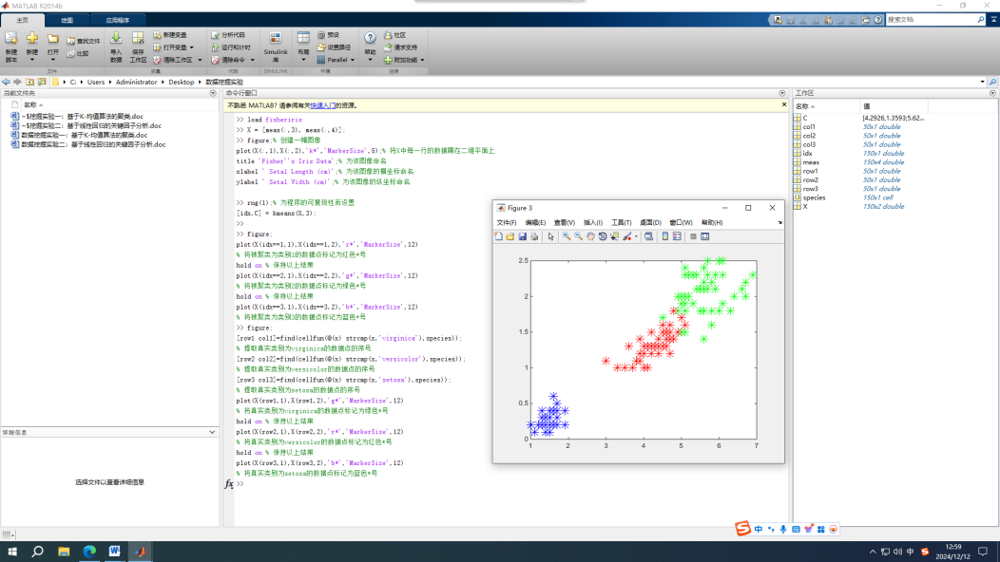 MATLAB R2014b
主页 绘图 应用程序
搜索文档
新建脚本 新建 打开 查找文件 比较
导入数据 保存工作区 新建变量 打开变量 清除工作区
分析代码 运行和计时 清除命令
Simulink 库
布局 预设 设置路径 Parallel
帮助 社区 请求支持 附加功能
文件 变量 代码 SIMULINK 环境 资源
C: Users Administrator Desktop 数据挖掘实验
当前文件夹
名称
~$挖掘实验一：基于K-均值算法的聚类.doc
~$挖掘实验二：基于线性回归的关键因子分析.doc
数据挖掘实验一：基于K-均值算法的聚类.doc
数据挖掘实验二：基于线性回归的关键因子分析.doc
详细信息
选择文件以查看详细信息
命令行窗口
不熟悉 MATLAB? 请参阅有关快速入门的资源。
>> load fisheriris
>> X = [meas(:,3), meas(:,4)];
>> figure;% 创建一幅图像
plot(X(:,1),X(:,2),'k*','MarkerSize',5);% 将X中每一行的数据画在二维平面上
title 'Fisher''s Iris Data';% 为该图像命名
xlabel ' Setal Length (cm)';% 为该图像的横坐标命名
ylabel ' Setal Width (cm)';% 为该图像的纵坐标命名
>> rng(1);% 为程序的可复现性而设置
[idx,C] = kmeans(X,3);
>>
>> figure;
plot(X(idx==1,1),X(idx==1,2),'r*','MarkerSize',12)
% 将被聚类为类别1的数据点标记为红色*号
hold on % 保持以上结果
plot(X(idx==2,1),X(idx==2,2),'g*','MarkerSize',12)
% 将被聚类为类别2的数据点标记为绿色*号
hold on % 保持以上结果
plot(X(idx==3,1),X(idx==3,2),'b*','MarkerSize',12)
% 将被聚类为类别3的数据点标记为蓝色*号
>> figure;
[row1 col1]=find(cellfun(@(x) strcmp(x,'virginica'),species));
% 提取真实类别为virginica的数据点的序号
[row2 col2]=find(cellfun(@(x) strcmp(x,'versicolor'),species));
% 提取真实类别为versicolor的数据点的序号
[row3 col3]=find(cellfun(@(x) strcmp(x,'setosa'),species));
% 提取真实类别为setosa的数据点的序号
plot(X(row1,1),X(row1,2),'g*','MarkerSize',12)
% 将真实类别为virginica的数据点标记为绿色*号
hold on % 保持以上结果
plot(X(row2,1),X(row2,2),'r*','MarkerSize',12)
% 将真实类别为versicolor的数据点标记为红色*号
hold on % 保持以上结果
plot(X(row3,1),X(row3,2),'b*','MarkerSize',12)
% 将真实类别为setosa的数据点标记为蓝色*号
fx >>
Figure 3
文件(F) 编辑(E) 查看(V) 插入(I) 工具(T) 桌面(D) 窗口(W) 帮助(H)
2.5
2
1.5
1
0.5
0
1 2 3 4 5 6 7
工作区
名称 值
C [4.2926,1.3593;5.62...
col1 50x1 double
col2 50x1 double
col3 50x1 double
idx 150x1 double
meas 150x4 double
row1 50x1 double
row2 50x1 double
row3 50x1 double
species 150x1 cell
X 150x2 double
中
中
12:59
2024/12/12